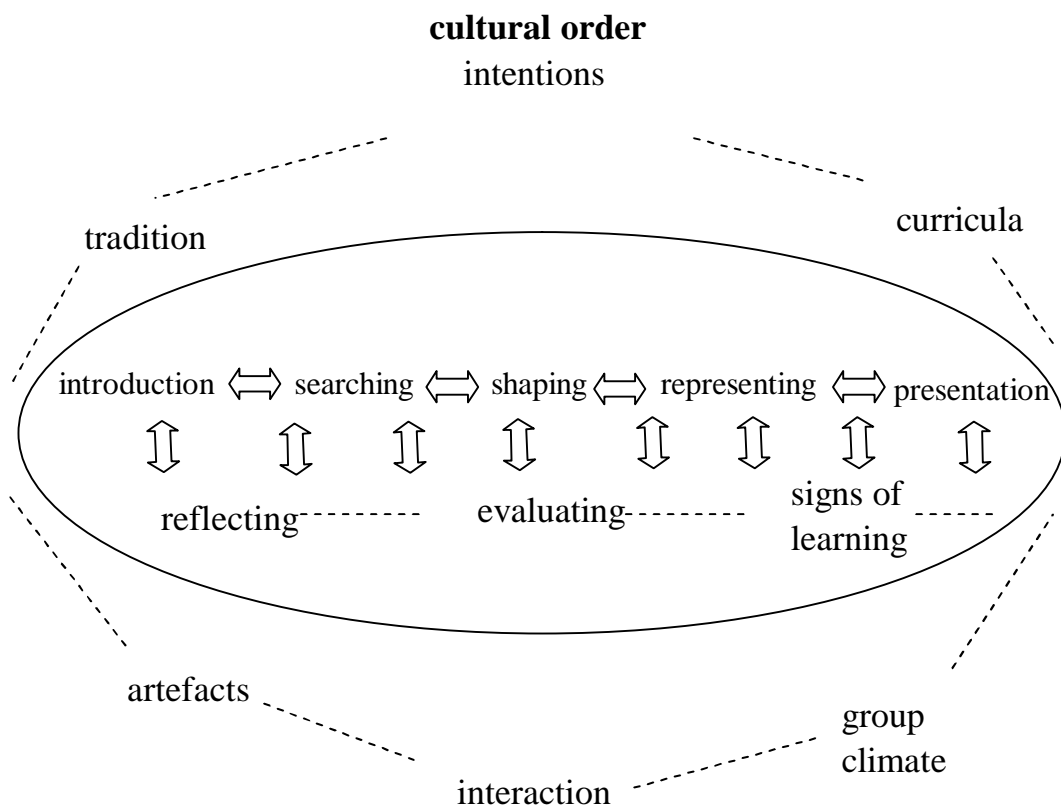 cultural order
intentions
tradition
curricula
introduction searching shaping representing presentation
reflecting evaluating signs of
learning
artefacts
group
climate
interaction